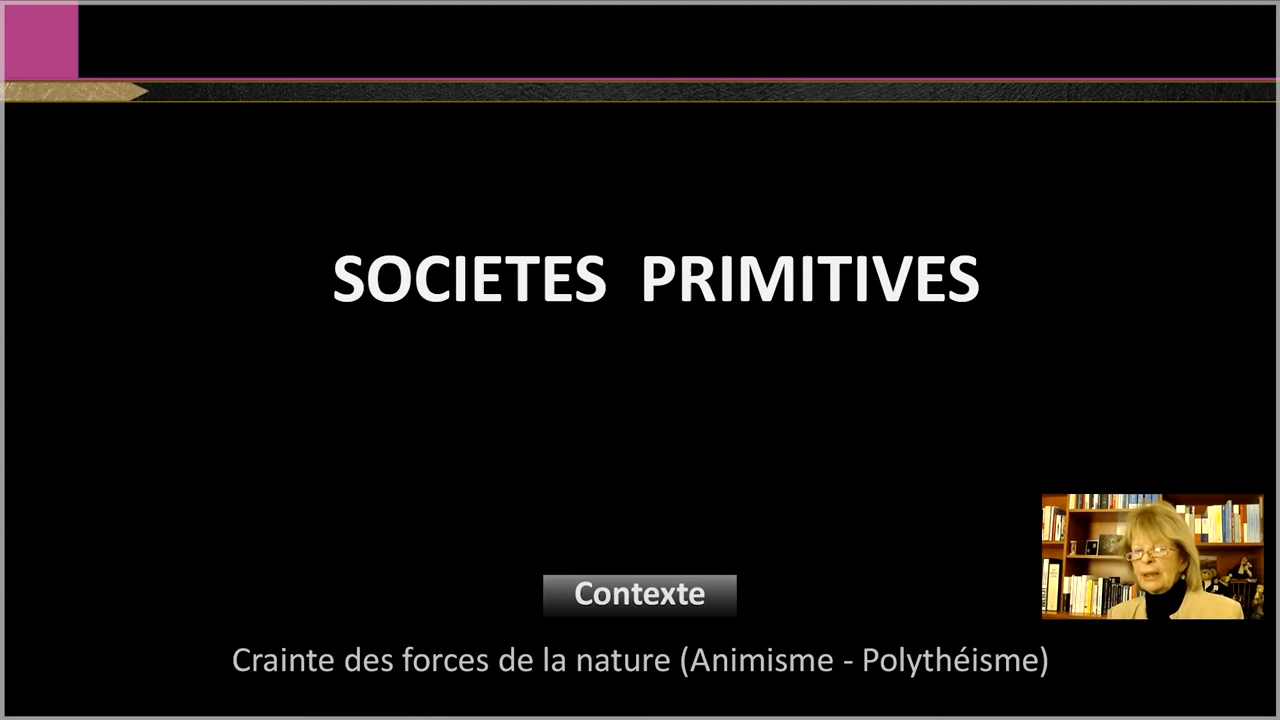 SOCIETES PRIMITIVES
Contexte
Crainte des forces de la nature (Animisme - Polythéisme)